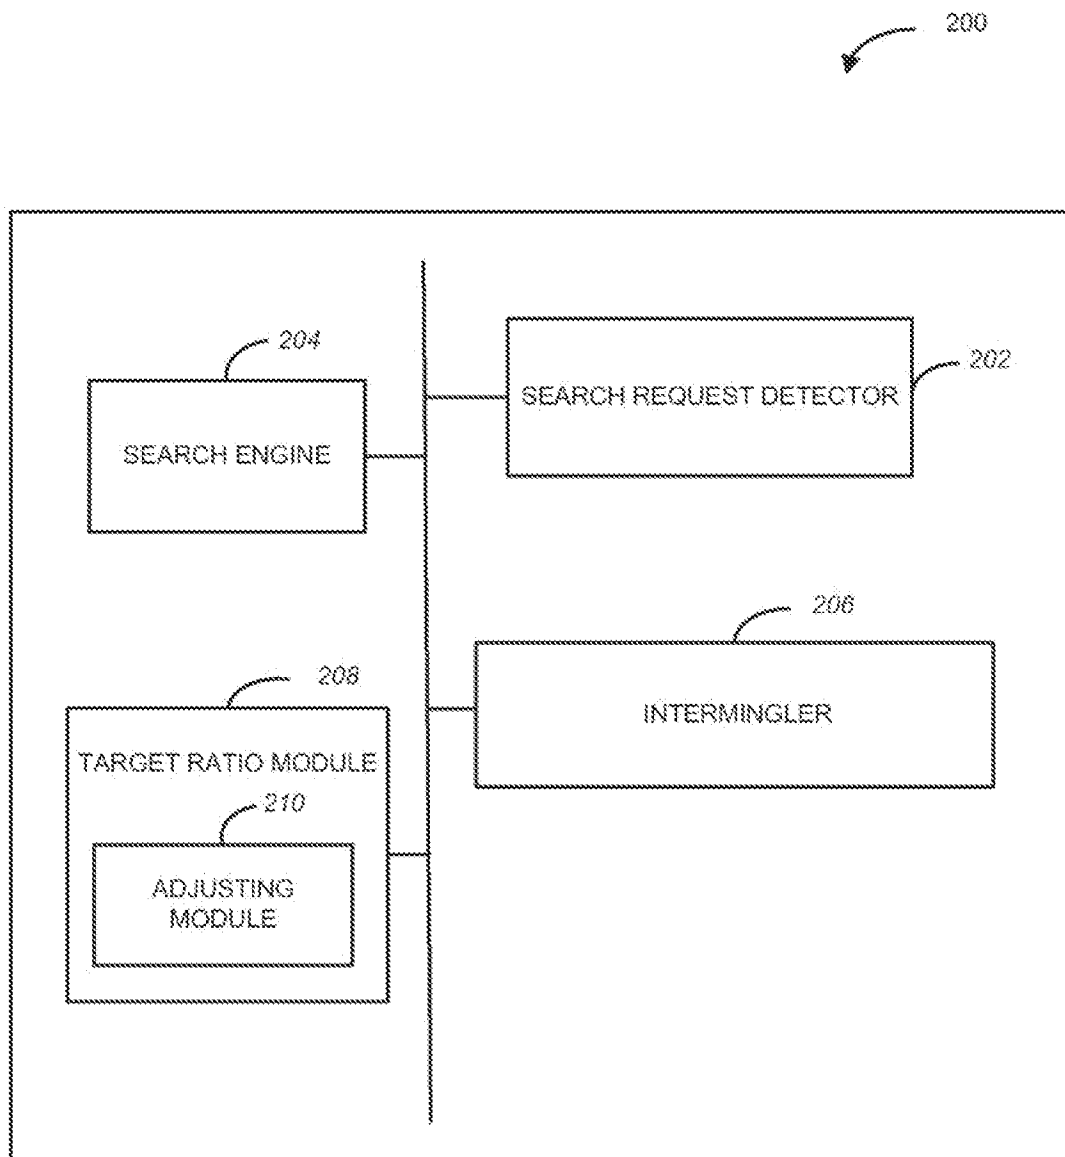 200
204
SEARCH ENGINE
SEARCH REQUEST DETECTOR
202
206
INTERMINGLER
208
TARGET RATIO MODULE
210
ADJUSTING
MODULE